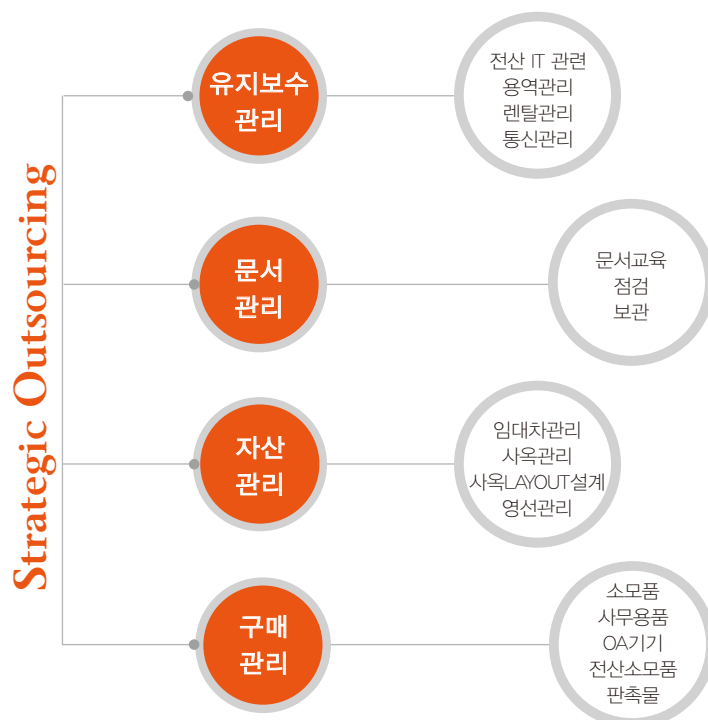 Strategic Outsourcing
유지보수
관리
전산 IT 관련
용역관리
렌탈관리
통신관리
문서
관리
문서교육
점검
보관
자산
관리
임대차관리
사옥관리
사옥LAYOUT설계
영선관리
구매
관리
소모품
사무용품
OA기기
전산소모품
판촉물